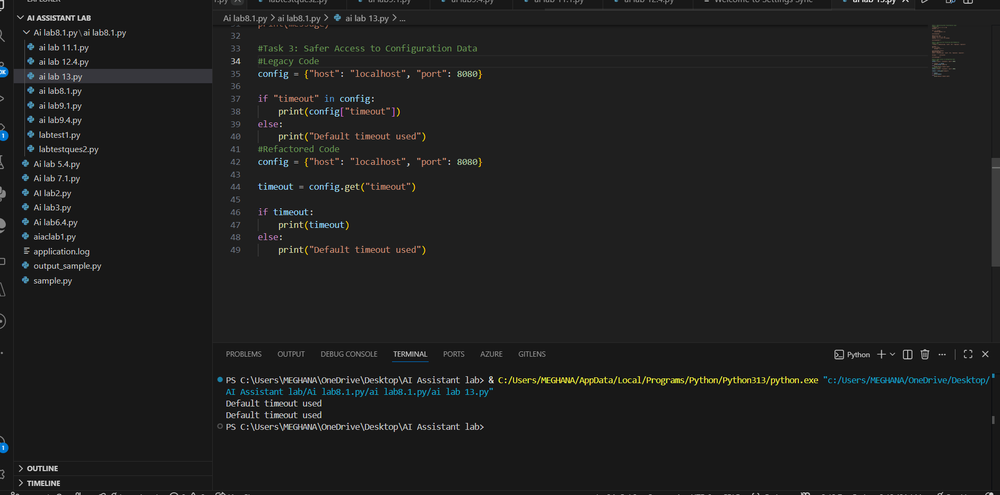 EXPLORER
AI ASSISTANT LAB
Ai lab8.1.py\ai lab8.1.py
ai lab 11.1.py
ai lab 12.4.py
ai lab 13.py
ai lab8.1.py
ai lab9.1.py
ai lab9.4.py
labtest1.py
labtestques2.py
Ai lab 5.4.py
Ai lab 7.1.py
AI lab2.py
Ai lab3.py
Ai lab6.4.py
aiaclab1.py
application.log
output_sample.py
sample.py
OUTLINE
TIMELINE
labtestques2.py ai lab9.1.py ai lab9.4.py ai lab 11.1.py ai lab 12.4.py Welcome to Settings Sync ai lab 13.py
Ai lab8.1.py > ai lab8.1.py > ai lab 13.py > ...
31 print(message)
32
33 #Task 3: Safer Access to Configuration Data
34 #Legacy Code
35 config = {"host": "localhost", "port": 8080}
36
37 if "timeout" in config:
38     print(config["timeout"])
39 else:
40     print("Default timeout used")
41 #Refactored Code
42 config = {"host": "localhost", "port": 8080}
43
44 timeout = config.get("timeout")
45
46 if timeout:
47     print(timeout)
48 else:
49     print("Default timeout used")
PROBLEMS OUTPUT DEBUG CONSOLE TERMINAL PORTS AZURE GITLENS
Python
PS C:\Users\MEGHANA\OneDrive\Desktop\AI Assistant lab> & C:/Users/MEGHANA/AppData/Local/Programs/Python/Python313/python.exe "c:/Users/MEGHANA/OneDrive/Desktop/
AI Assistant lab/Ai lab8.1.py/ai lab8.1.py/ai lab 13.py"
Default timeout used
Default timeout used
PS C:\Users\MEGHANA\OneDrive\Desktop\AI Assistant lab>